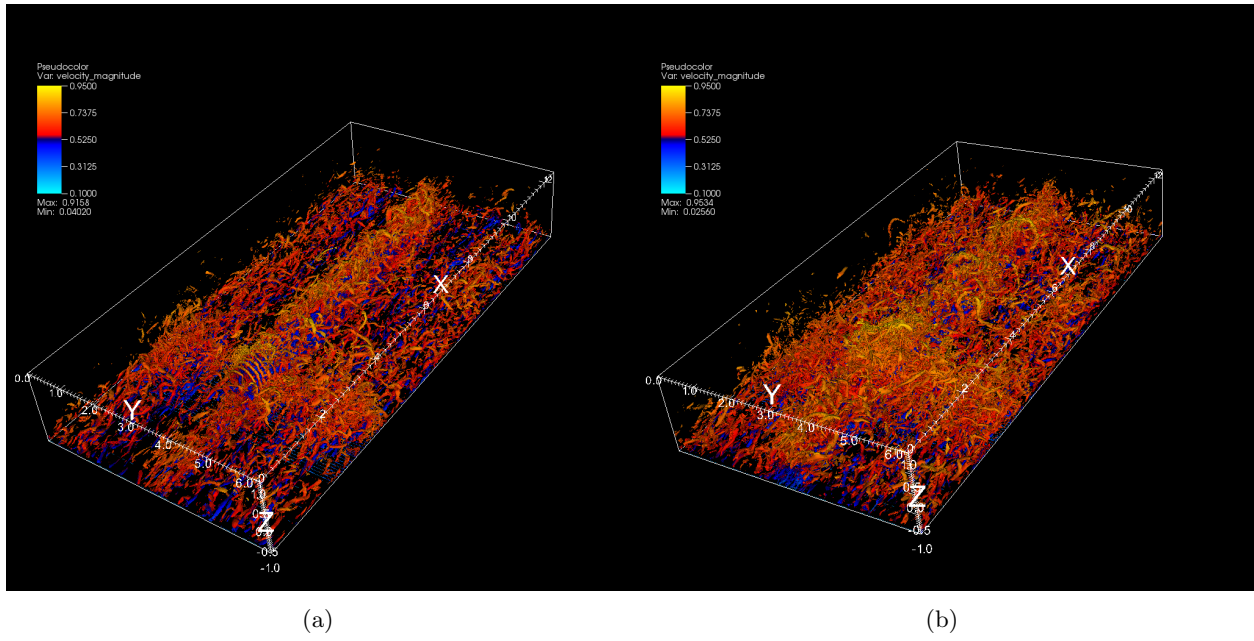 Pseudocolor
Var: velocity_magnitude
0.9500
0.7375
0.5250
0.3125
0.1000
Max: 0.9158
Min: 0.04020
X
Y
Z
0.0
1.0
2.0
3.0
4.0
5.0
6.0
2
1.0
-0.5
-1.0
Pseudocolor
Var: velocity_magnitude
0.9500
0.7375
0.5250
0.3125
0.1000
Max: 0.9534
Min: 0.02560
X
Y
Z
0.0
1.0
2.0
3.0
4.0
5.0
6.0
2
1.0
-0.5
-1.0
(a)
(b)